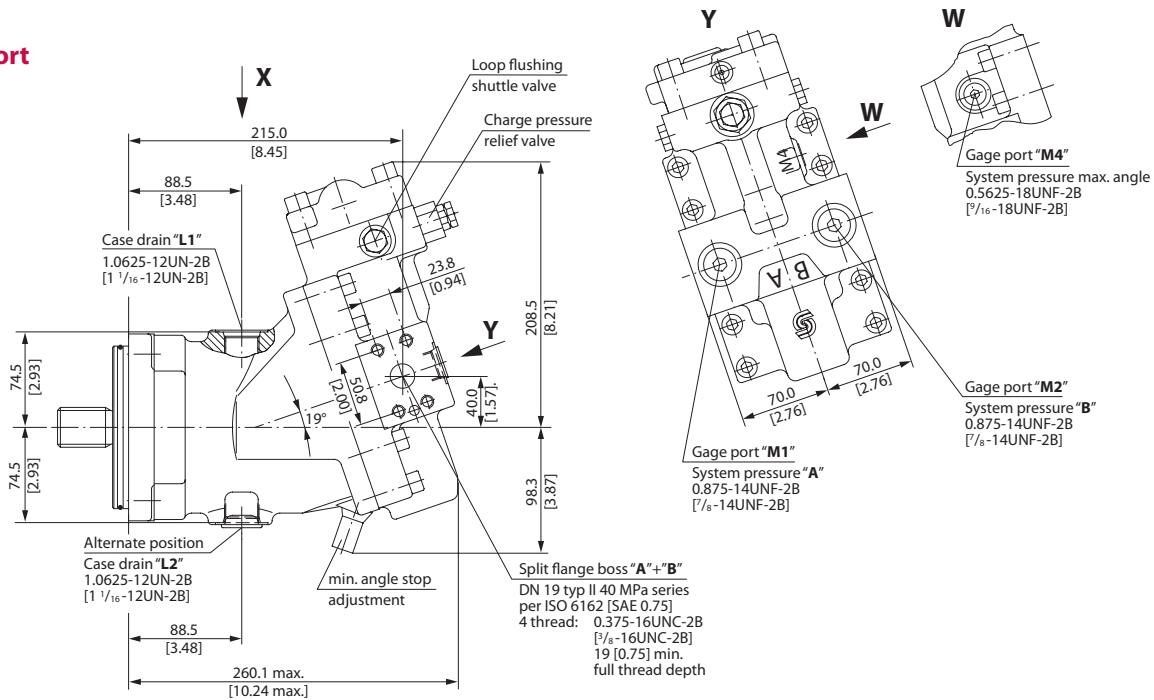 ort
X
Loop flushing
shuttle valve
Charge pressure
relief valve
215.0
[8.45]
88.5
[3.48]
Case drain "L1"
1.0625-12UN-2B
[1 1/16-12UN-2B]
23.8
[0.94]
208.5
[8.21]
Y
74.5
[2.93]
50.8
[2.00]
40.0
[1.57].
19°
74.5
[2.93]
98.3
[3.87]
Alternate position
Case drain "L2"
1.0625-12UN-2B
[1 1/16-12UN-2B]
min. angle stop
adjustment
Split flange boss "A"+"B"
DN 19 typ II 40 MPa series
per ISO 6162 [SAE 0.75]
4 thread: 0.375-16UNC-2B
[3/8-16UNC-2B]
19 [0.75] min.
full thread depth
88.5
[3.48]
260.1 max.
[10.24 max.]
Y
W
M4
B A
70.0
[2.76]
70.0
[2.76]
Gage port "M1"
System pressure "A"
0.875-14UNF-2B
[7/8-14UNF-2B]
Gage port "M2"
System pressure "B"
0.875-14UNF-2B
[7/8-14UNF-2B]
W
Gage port "M4"
System pressure max. angle
0.5625-18UNF-2B
[9/16-18UNF-2B]